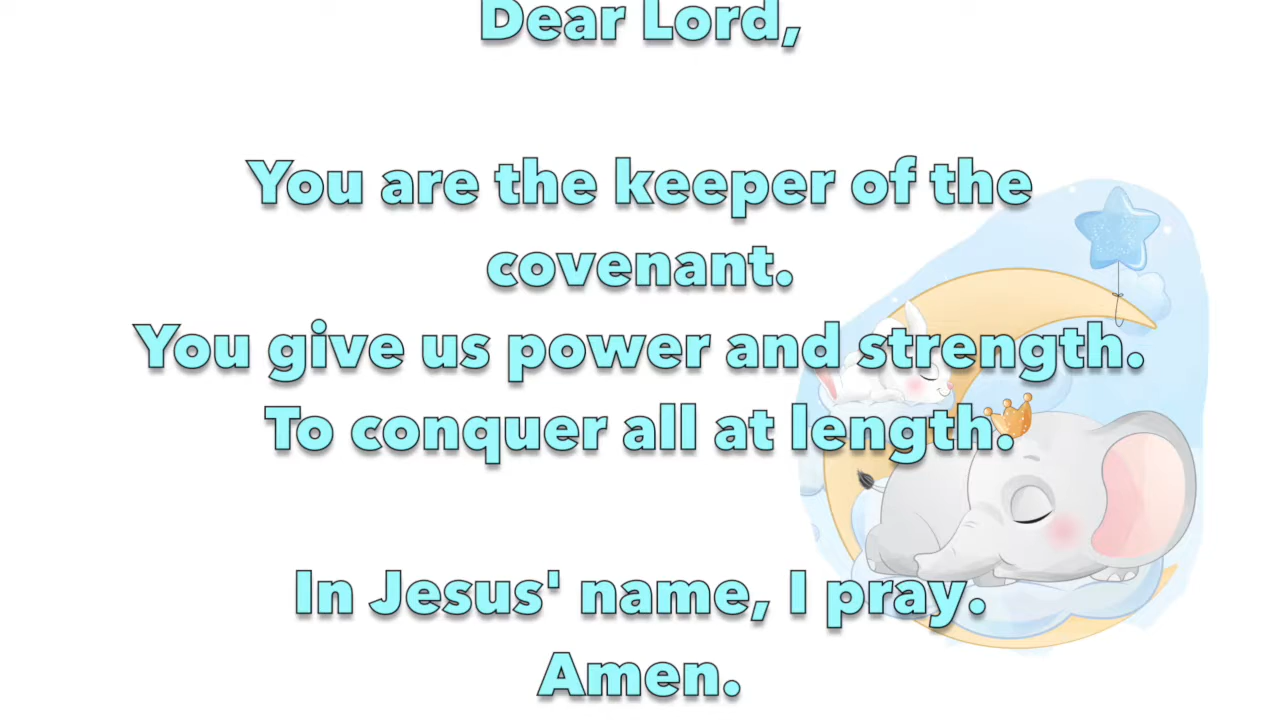 Dear Lord,
You are the keeper of the
covenant.
You give us power and strength.
To conquer all at length.
In Jesus' name, I pray.
Amen.